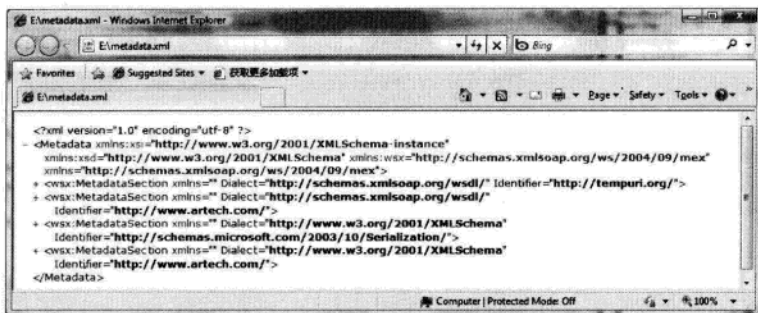 E:\metadata.xml - Windows Internet Explorer
E:\metadata.xml
Bing
Favorites Suggested Sites 获取更多加载项
E:\metadata.xml
Page Safety Tools
<?xml version="1.0" encoding="utf-8" ?>
- <Metadata xmlns:xsi="http://www.w3.org/2001/XMLSchema-instance"
xmlns:xsd="http://www.w3.org/2001/XMLSchema" xmlns:wsx="http://schemas.xmlsoap.org/ws/2004/09/mex"
xmlns="http://schemas.xmlsoap.org/ws/2004/09/mex">
+ <wsx:MetadataSection xmlns="" Dialect="http://schemas.xmlsoap.org/wsdl/" Identifier="http://tempuri.org/">
+ <wsx:MetadataSection xmlns="" Dialect="http://schemas.xmlsoap.org/wsdl/"
Identifier="http://www.artech.com/">
+ <wsx:MetadataSection xmlns="" Dialect="http://www.w3.org/2001/XMLSchema"
Identifier="http://schemas.microsoft.com/2003/10/Serialization/">
+ <wsx:MetadataSection xmlns="" Dialect="http://www.w3.org/2001/XMLSchema"
Identifier="http://www.artech.com/">
</Metadata>
Computer | Protected Mode: Off 100%